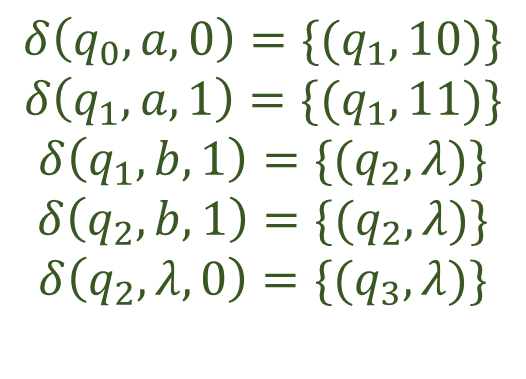 δ(q₀, a, 0) = {(q₁, 10)}
δ(q₁, a, 1) = {(q₁, 11)}
δ(q₁, b, 1) = {(q₂, λ)}
δ(q₂, b, 1) = {(q₂, λ)}
δ(q₂, λ, 0) = {(q₃, λ)}